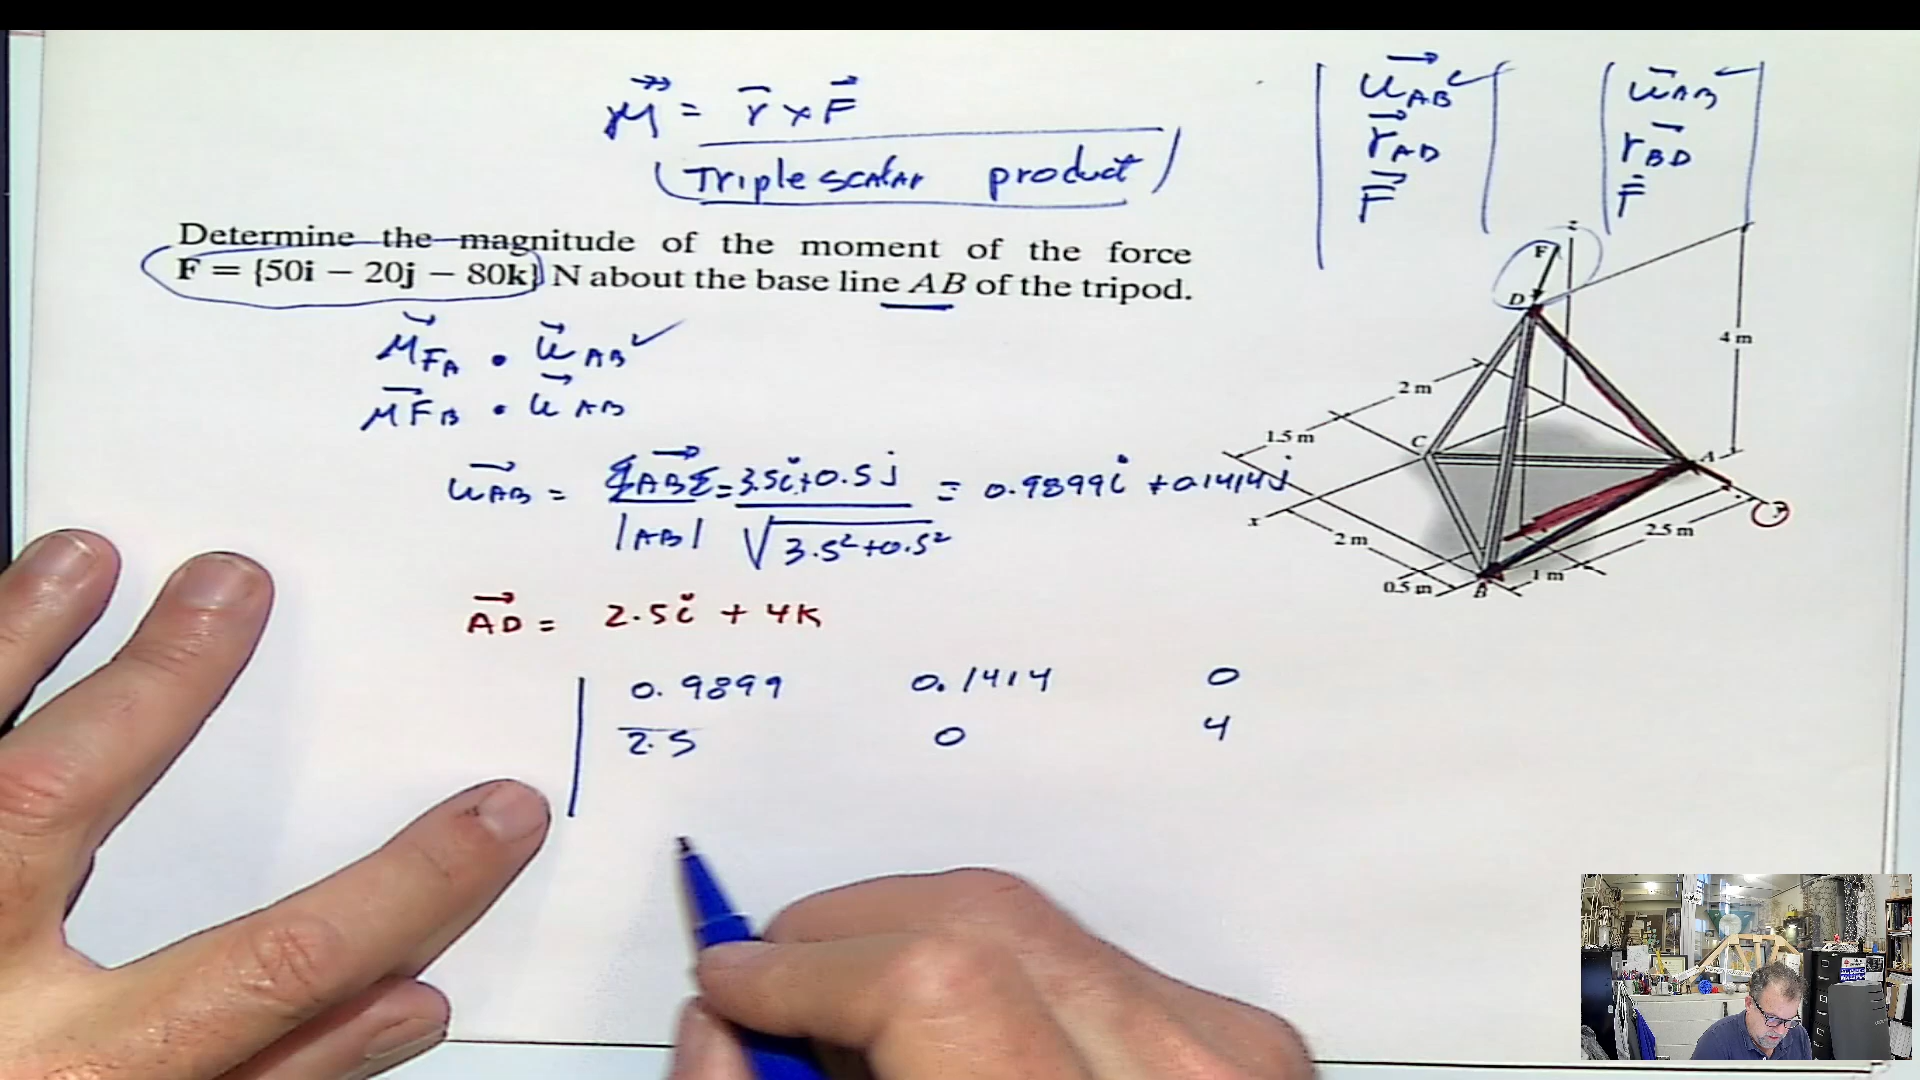 M = r × F
(Triple scalar product)
u_AB
r_AD
F
u_AB
r_BD
F
Determine the magnitude of the moment of the force
F = {50i − 20j − 80k} N about the base line AB of the tripod.
M_FA • u_AB
M_FB • u_AB
u_AB = {AB} = 3.5i + 0.5j = 0.9899i + 0.1414j
|AB| √3.5² + 0.5²
AD = 2.5i + 4k
0.9899 0.1414 0
2.5 0 4
z
F
D
4 m
2 m
1.5 m
C
A
x
2 m
2.5 m
0.5 m
B
1 m